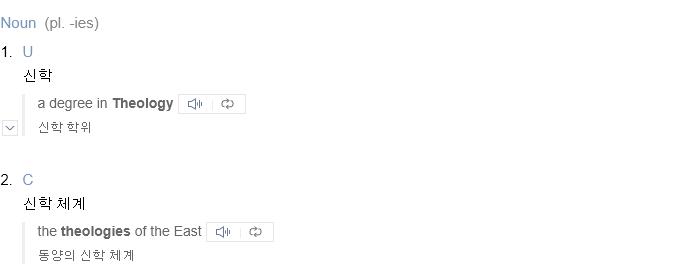 Noun (pl. -ies)
1. U
신학
a degree in Theology
신학 학위
2. C
신학 체계
the theologies of the East
동양의 신학 체계